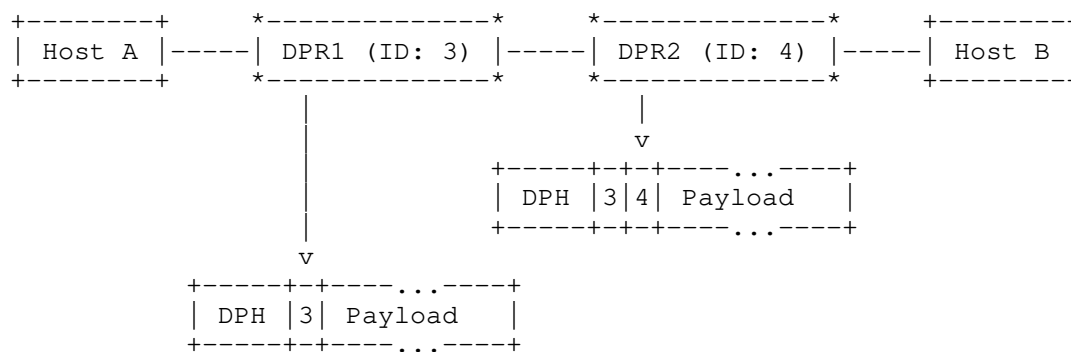 +--------+      *--------------*      *--------------*      +--------+
| Host A |-----| DPR1 (ID: 3) |-----| DPR2 (ID: 4) |-----| Host B
+--------+      *--------------*      *--------------*      +--------+
|                    |
|                    v
|         +-----+-+-+----...----+
|         | DPH |3|4| Payload   |
|         +-----+-+-+----...----+
v
+-----+-+----...----+
| DPH |3| Payload   |
+-----+-+----...----+